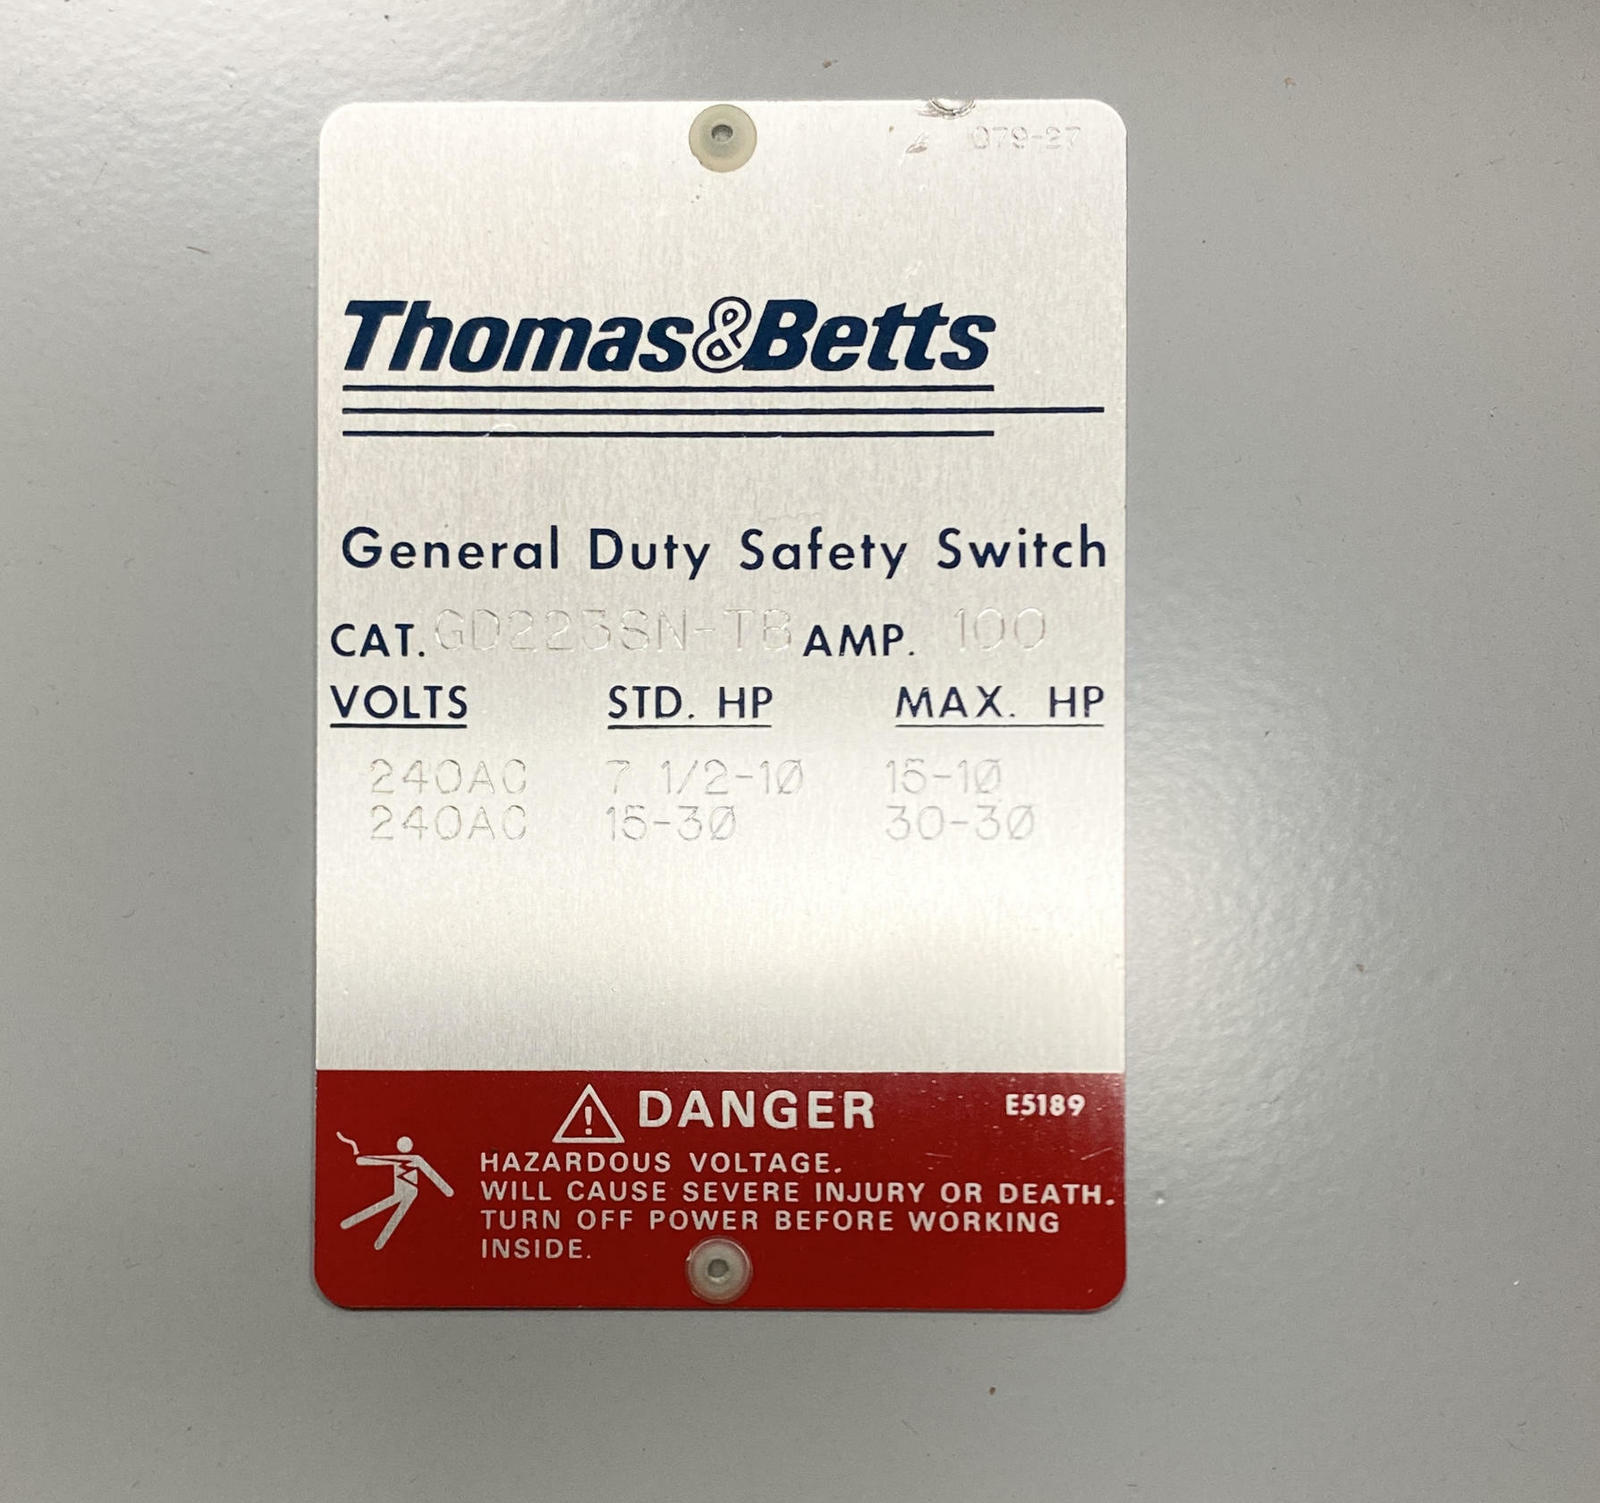 079-27
Thomas&Betts
General Duty Safety Switch
CAT. GD223SN-TB AMP. 100
VOLTS STD. HP MAX. HP
240AC 7 1/2-1Ø 15-1Ø
240AC 15-3Ø 30-3Ø
DANGER E5189
HAZARDOUS VOLTAGE.
WILL CAUSE SEVERE INJURY OR DEATH.
TURN OFF POWER BEFORE WORKING
INSIDE.